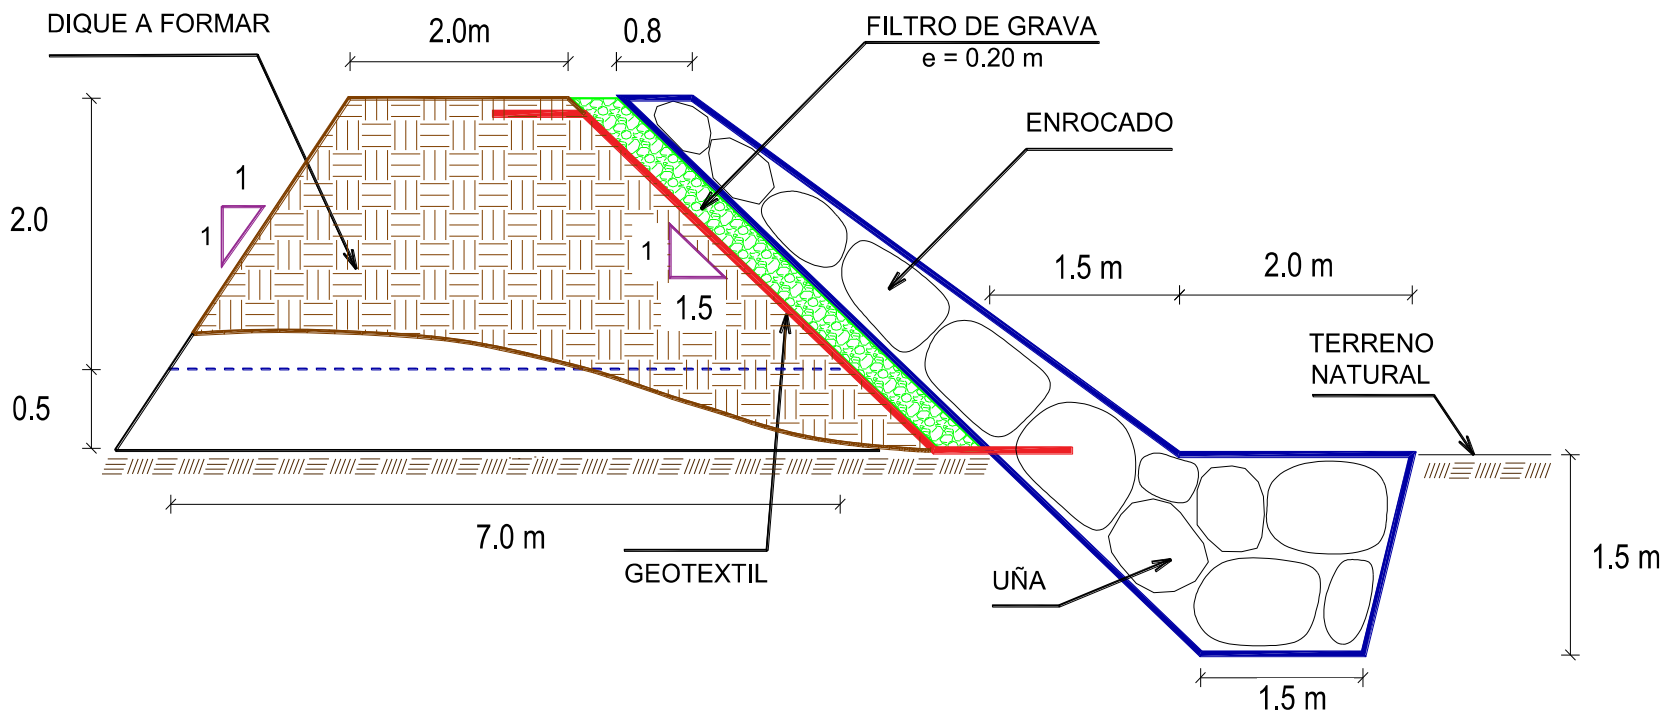 DIQUE A FORMAR
2.0m
0.8
FILTRO DE GRAVA
e = 0.20 m
ENROCADO
1
1
2.0
1
1.5
1.5 m
2.0 m
TERRENO
NATURAL
0.5
7.0 m
GEOTEXTIL
UÑA
1.5 m
1.5 m